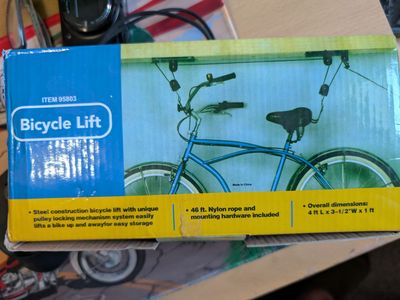 ITEM 95803
Bicycle Lift
Made in China
• Steel construction bicycle lift with unique
pulley locking mechanism system easily
lifts a bike up and awayfor easy storage
• 46 ft. Nylon rope and
mounting hardware included
• Overall dimensions:
4 ft L x 3-1/2"W x 1 ft